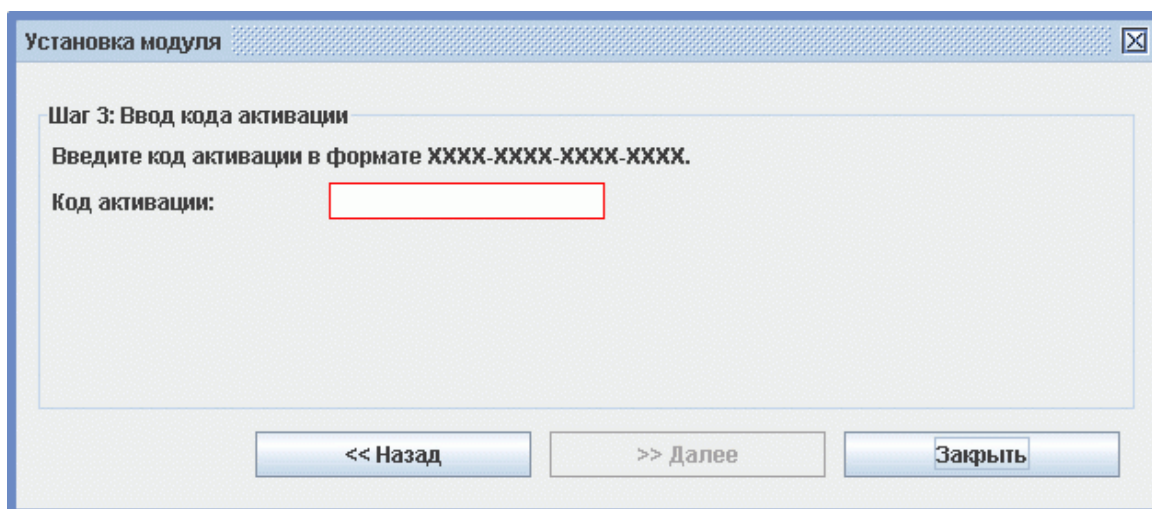 Установка модуля
Шаг 3: Ввод кода активации
Введите код активации в формате XXXX-XXXX-XXXX-XXXX.
Код активации:
<< Назад >> Далее Закрыть